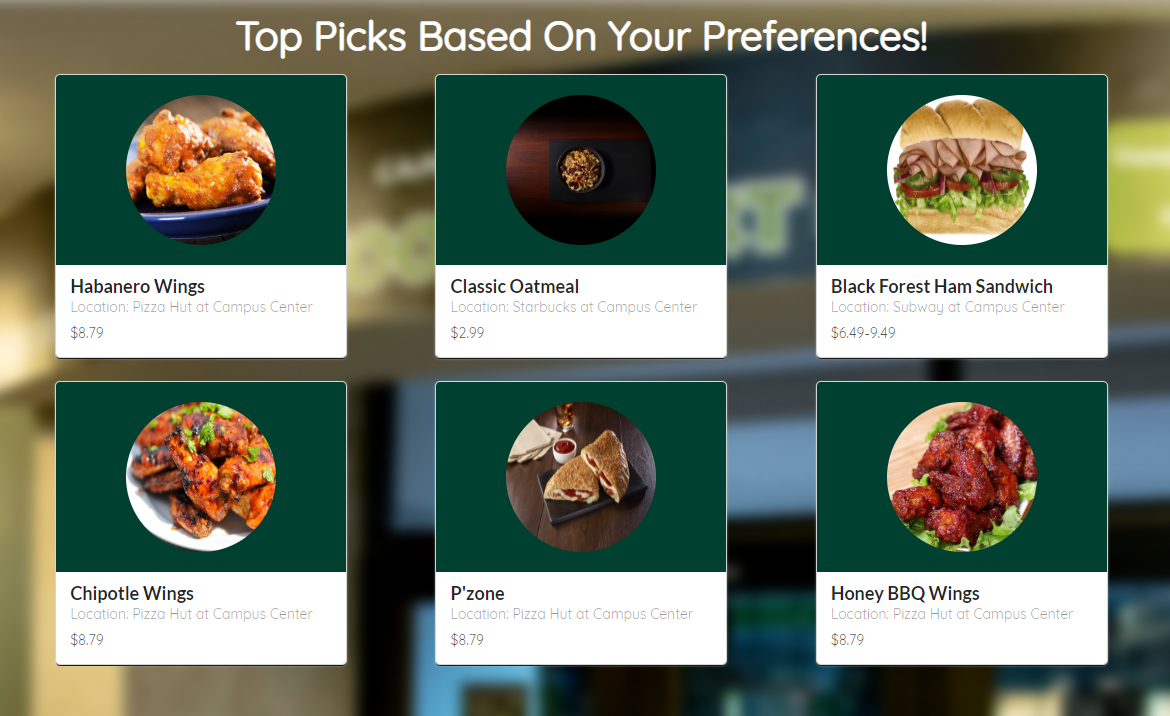 Top Picks Based On Your Preferences!
Habanero Wings
Location: Pizza Hut at Campus Center
$8.79
Classic Oatmeal
Location: Starbucks at Campus Center
$2.99
Black Forest Ham Sandwich
Location: Subway at Campus Center
$6.49-9.49
Chipotle Wings
Location: Pizza Hut at Campus Center
$8.79
P'zone
Location: Pizza Hut at Campus Center
$8.79
Honey BBQ Wings
Location: Pizza Hut at Campus Center
$8.79